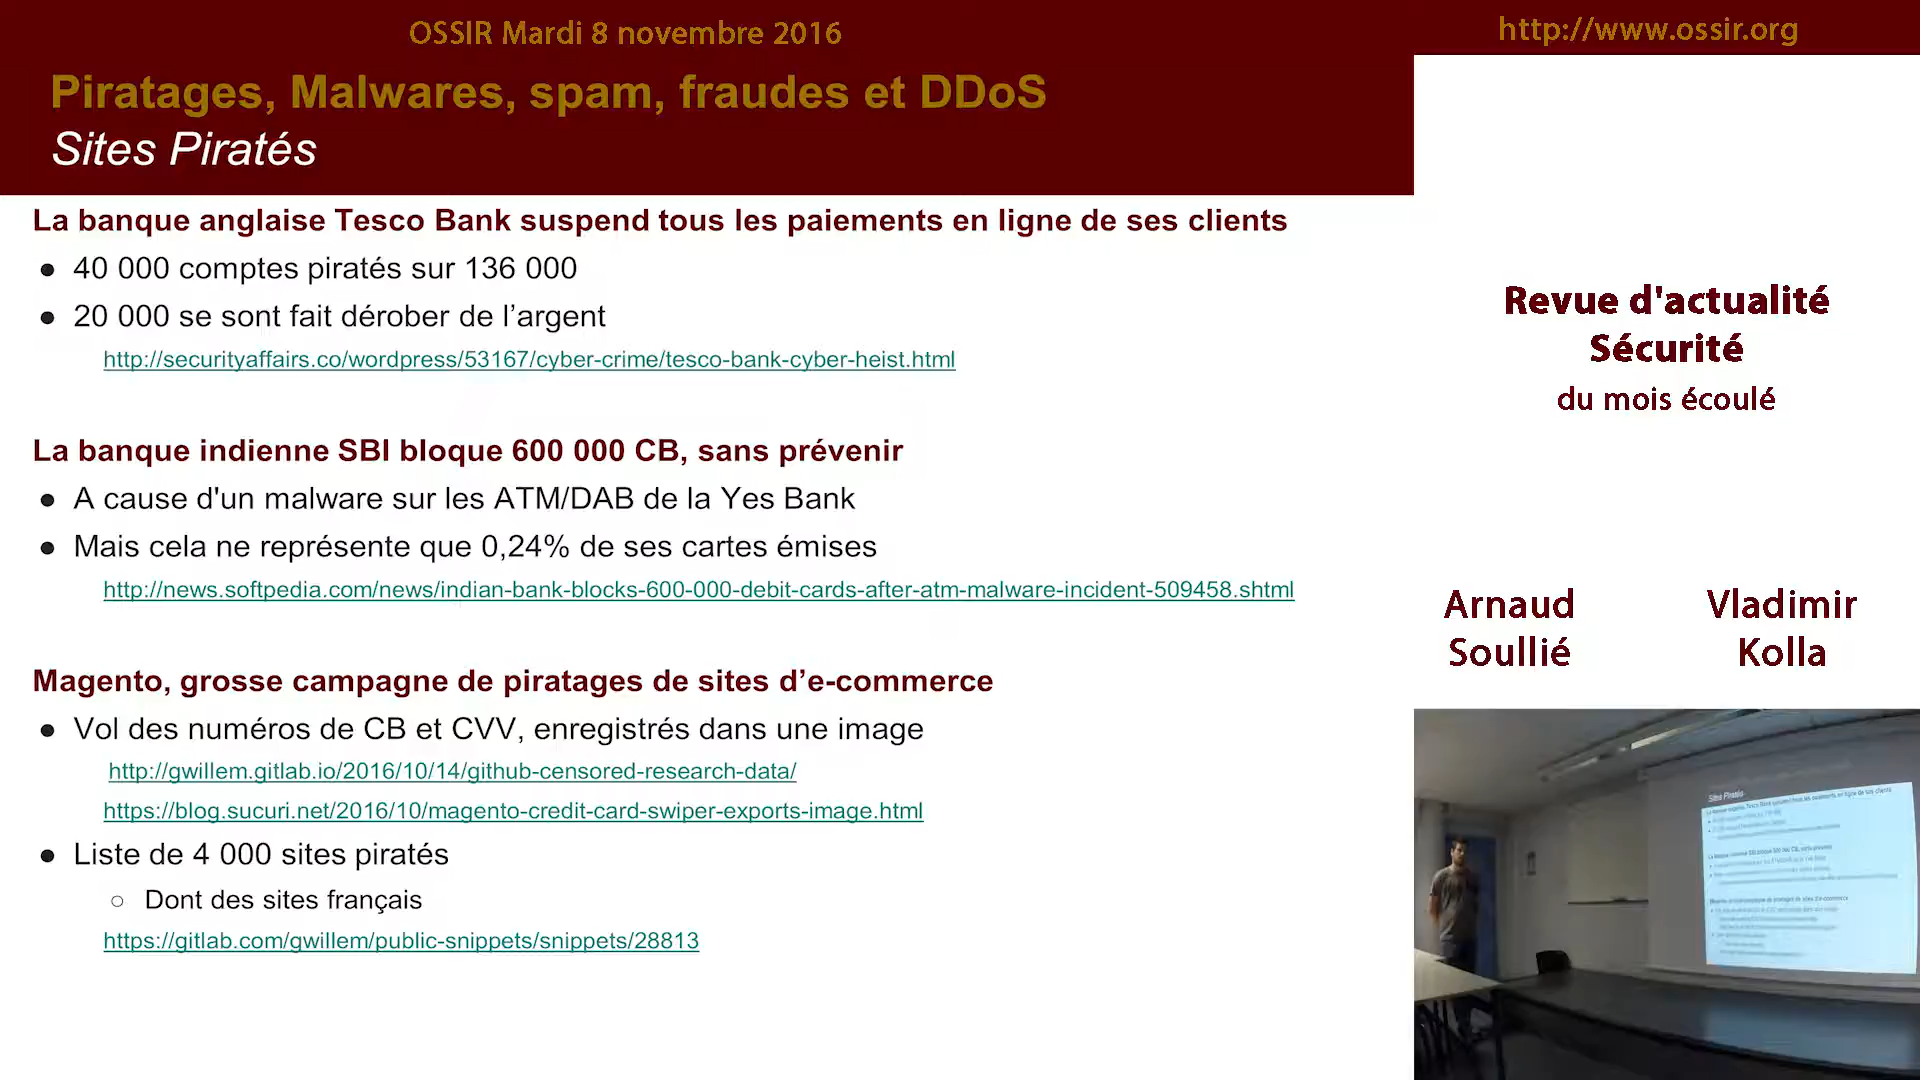 OSSIR Mardi 8 novembre 2016
http://www.ossir.org
Piratages, Malwares, spam, fraudes et DDoS
Sites Piratés
La banque anglaise Tesco Bank suspend tous les paiements en ligne de ses clients
● 40 000 comptes piratés sur 136 000
● 20 000 se sont fait dérober de l’argent
http://securityaffairs.co/wordpress/53167/cyber-crime/tesco-bank-cyber-heist.html
La banque indienne SBI bloque 600 000 CB, sans prévenir
● A cause d'un malware sur les ATM/DAB de la Yes Bank
● Mais cela ne représente que 0,24% de ses cartes émises
http://news.softpedia.com/news/indian-bank-blocks-600-000-debit-cards-after-atm-malware-incident-509458.shtml
Magento, grosse campagne de piratages de sites d’e-commerce
● Vol des numéros de CB et CVV, enregistrés dans une image
http://gwillem.gitlab.io/2016/10/14/github-censored-research-data/
https://blog.sucuri.net/2016/10/magento-credit-card-swiper-exports-image.html
● Liste de 4 000 sites piratés
○ Dont des sites français
https://gitlab.com/gwillem/public-snippets/snippets/28813
Revue d'actualité
Sécurité
du mois écoulé
Arnaud
Soullié
Vladimir
Kolla
Sites Piratés